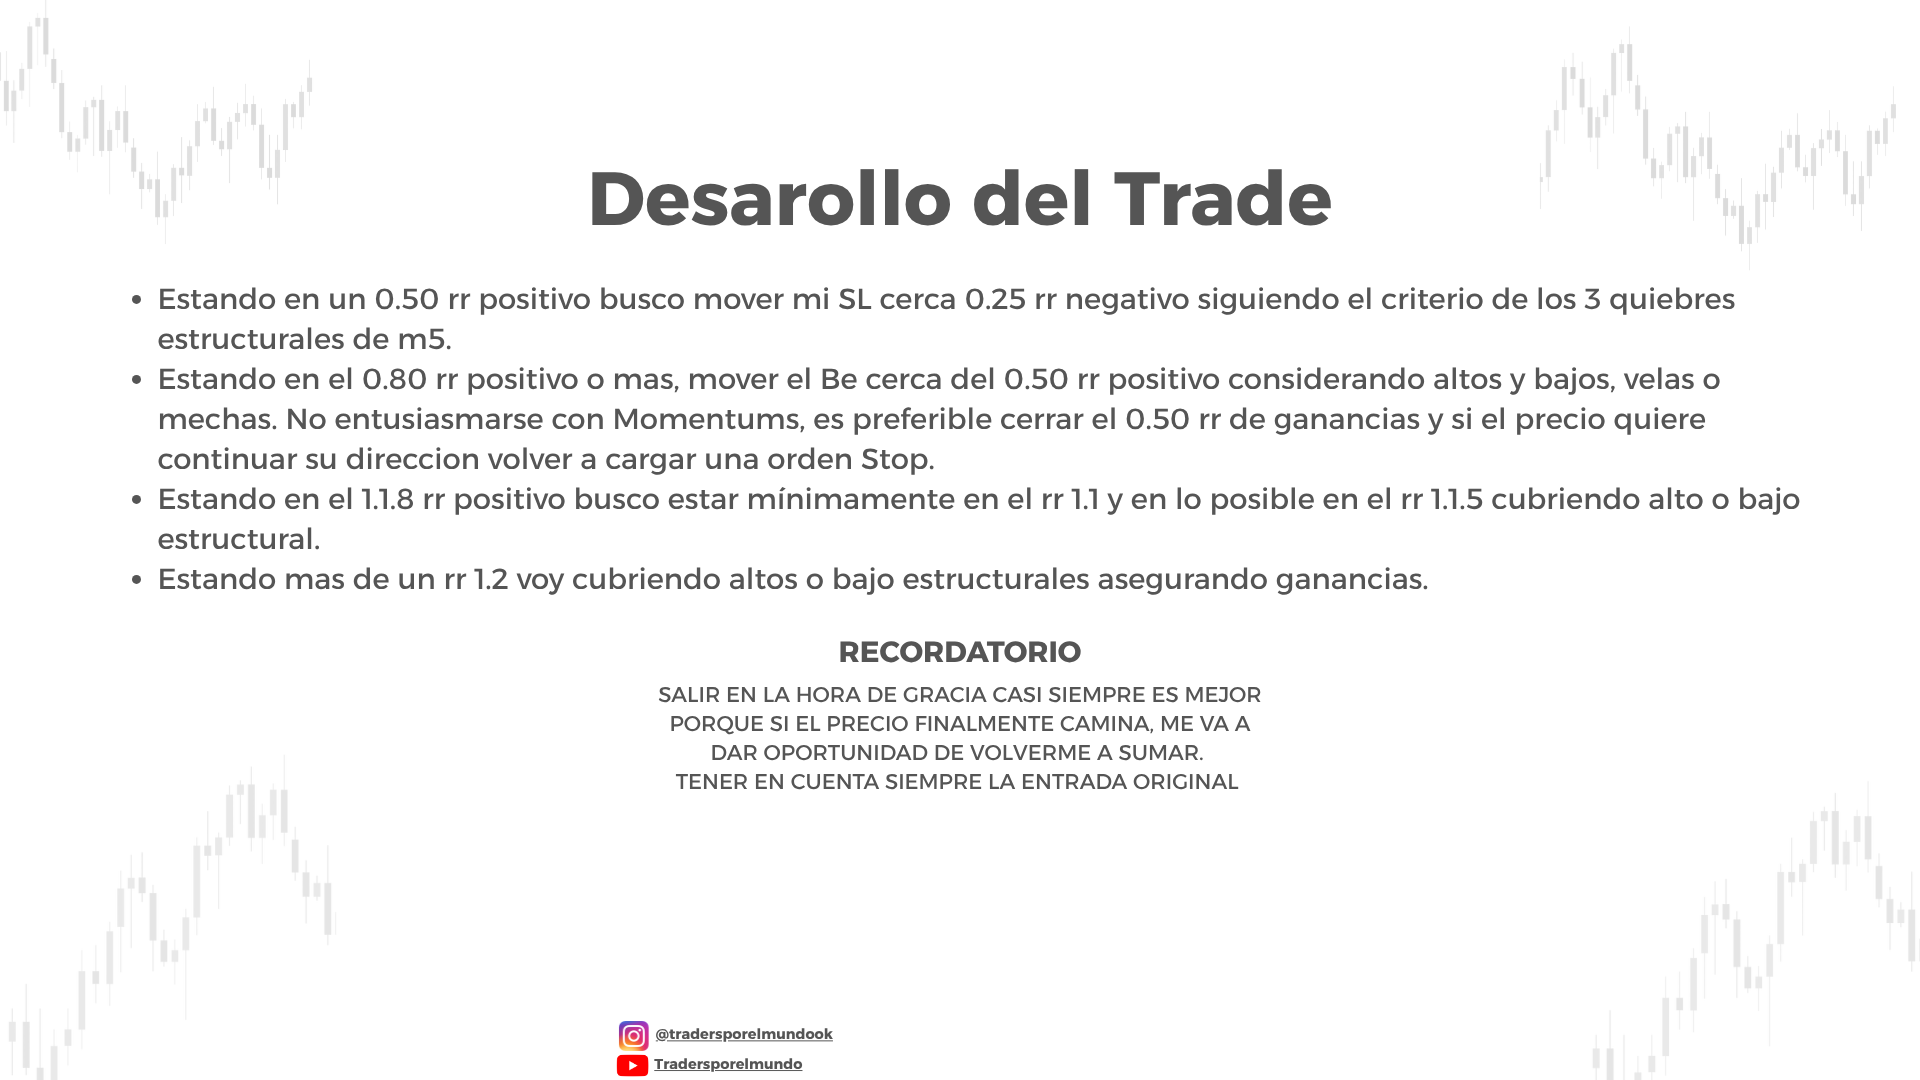 Desarollo del Trade
• Estando en un 0.50 rr positivo busco mover mi SL cerca 0.25 rr negativo siguiendo el criterio de los 3 quiebres
estructurales de m5.
• Estando en el 0.80 rr positivo o mas, mover el Be cerca del 0.50 rr positivo considerando altos y bajos, velas o
mechas. No entusiasmarse con Momentums, es preferible cerrar el 0.50 rr de ganancias y si el precio quiere
continuar su direccion volver a cargar una orden Stop.
• Estando en el 1.1.8 rr positivo busco estar mínimamente en el rr 1.1 y en lo posible en el rr 1.1.5 cubriendo alto o bajo
estructural.
• Estando mas de un rr 1.2 voy cubriendo altos o bajo estructurales asegurando ganancias.
RECORDATORIO
SALIR EN LA HORA DE GRACIA CASI SIEMPRE ES MEJOR
PORQUE SI EL PRECIO FINALMENTE CAMINA, ME VA A
DAR OPORTUNIDAD DE VOLVERME A SUMAR.
TENER EN CUENTA SIEMPRE LA ENTRADA ORIGINAL
@tradersporelmundook
Tradersporelmundo